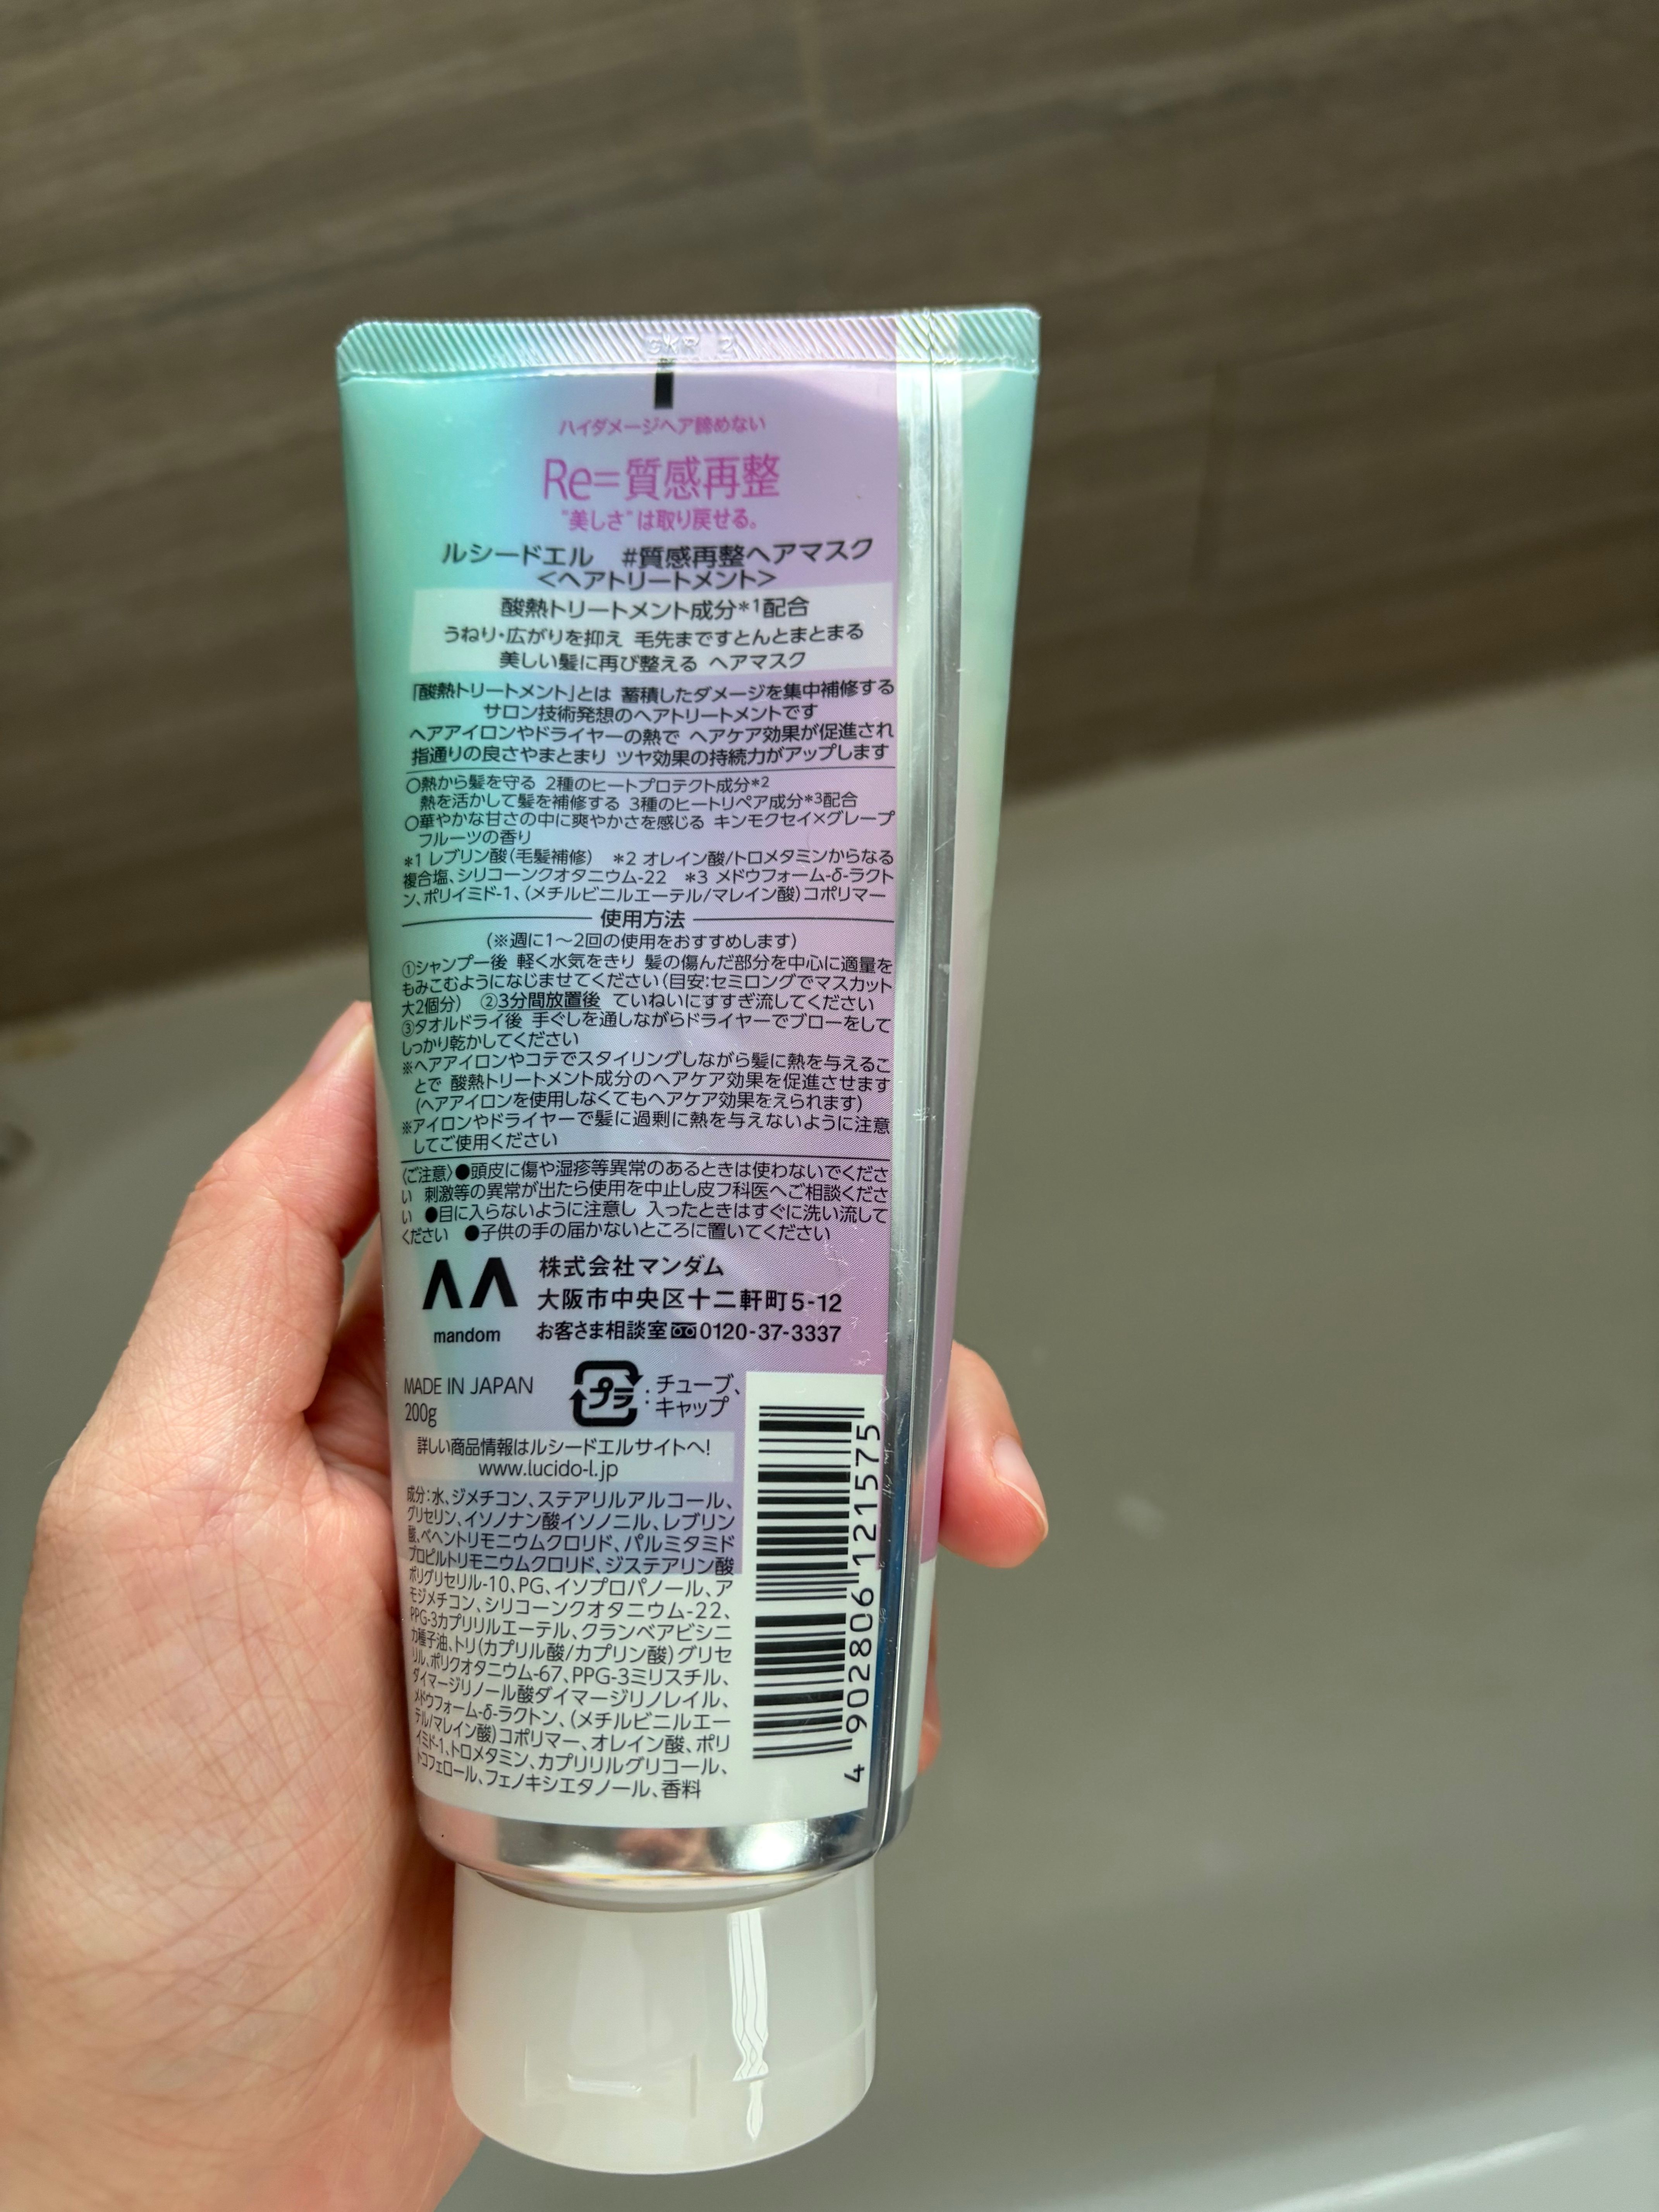 ハイダメージヘア諦めない
Re=質感再整
"美しさ"は取り戻せる。
ルシードエル #質感再整ヘアマスク
<ヘアトリートメント>
酸熱トリートメント成分*1配合
うねり・広がりを抑え 毛先まですとんとまとまる
美しい髪に再び整える ヘアマスク
「酸熱トリートメント」とは 蓄積したダメージを集中補修する
サロン技術発想のヘアトリートメントです
ヘアアイロンやドライヤーの熱で ヘアケア効果が促進され
指通りの良さやまとまり ツヤ効果の持続力がアップします
○熱から髪を守る 2種のヒートプロテクト成分*2
熱を活かして髪を補修する 3種のヒートリペア成分*3配合
○華やかな甘さの中に爽やかさを感じる キンモクセイ×グレープ
フルーツの香り
*1 レブリン酸(毛髪補修) *2 オレイン酸/トロメタミンからなる
複合塩、シリコーンクオタニウム-22 *3 メドウフォーム-δ-ラクト
ン、ポリイミド-1、(メチルビニルエーテル/マレイン酸)コポリマー
使用方法
(※週に1〜2回の使用をおすすめします)
①シャンプー後 軽く水気をきり 髪の傷んだ部分を中心に適量を
もみこむようになじませてください(目安:セミロングでマスカット
大2個分) ②3分間放置後 ていねいにすすぎ流してください
③タオルドライ後 手ぐしを通しながらドライヤーでブローをして
しっかり乾かしてください
※ヘアアイロンやコテでスタイリングしながら髪に熱を与えるこ
とで 酸熱トリートメント成分のヘアケア効果を促進させます
(ヘアアイロンを使用しなくてもヘアケア効果をえられます)
※アイロンやドライヤーで髪に過剰に熱を与えないように注意
してご使用ください
〈ご注意〉●頭皮に傷や湿疹等異常のあるときは使わないでくださ
い 刺激等の異常が出たら使用を中止し皮フ科医へご相談くださ
い ●目に入らないように注意し 入ったときはすぐに洗い流して
ください ●子供の手の届かないところに置いてください
株式会社マンダム
大阪市中央区十二軒町5-12
mandom お客さま相談室 0120-37-3337
MADE IN JAPAN
200g
プラ : チューブ、
キャップ
詳しい商品情報はルシードエルサイトへ!
www.lucido-l.jp
成分:水、ジメチコン、ステアリルアルコール、
グリセリン、イソノナン酸イソノニル、レブリン
酸、ベヘントリモニウムクロリド、パルミタミド
プロピルトリモニウムクロリド、ジステアリン酸
ポリグリセリル-10、PG、イソプロパノール、ア
モジメチコン、シリコーンクオタニウム-22、
PPG-3カプリリルエーテル、クランベアビシニ
カ種子油、トリ(カプリル酸/カプリン酸)グリセ
リル、ポリクオタニウム-67、PPG-3ミリスチル、
ダイマージリノール酸ダイマージリノレイル、
メドウフォーム-δ-ラクトン、(メチルビニルエー
テル/マレイン酸)コポリマー、オレイン酸、ポリ
イミド-1、トロメタミン、カプリリルグリコール、
トコフェロール、フェノキシエタノール、香料
4 902806 121575